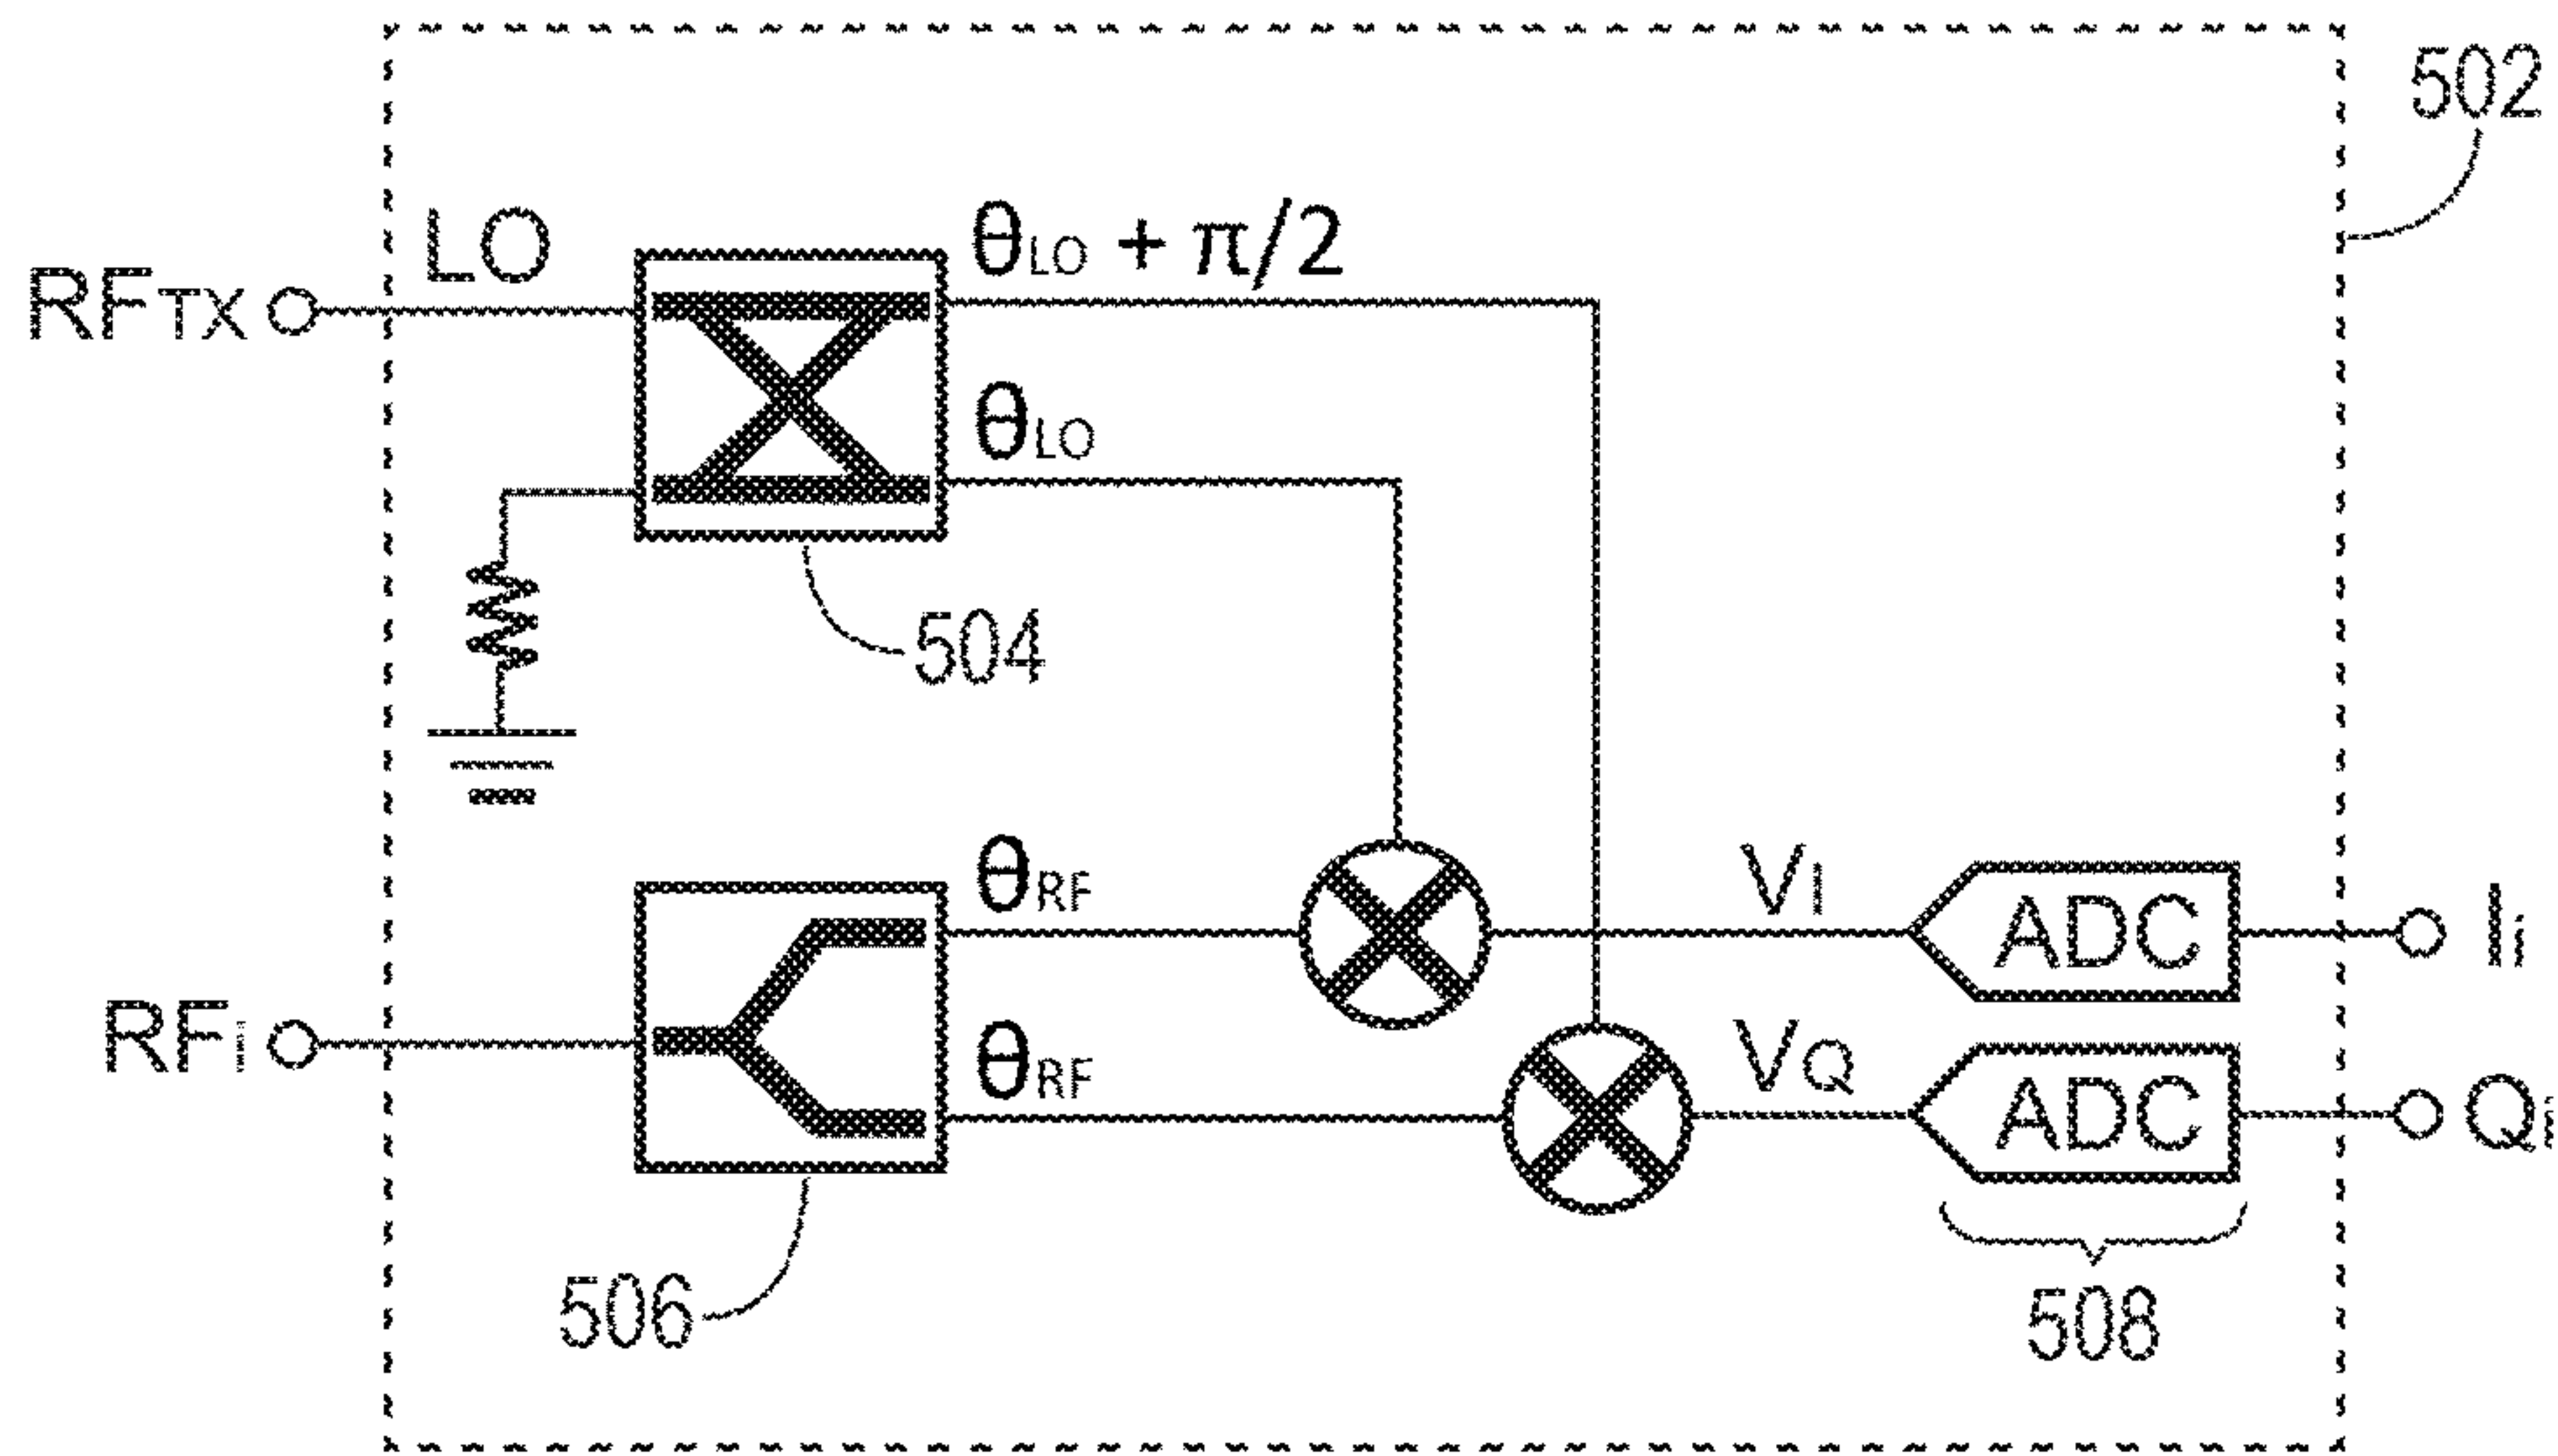 502
LO
θLO + π/2
RFTX
θLO
504
θRF
VI
ADC
Ii
RFi
θRF
VQ
ADC
Qi
506
508